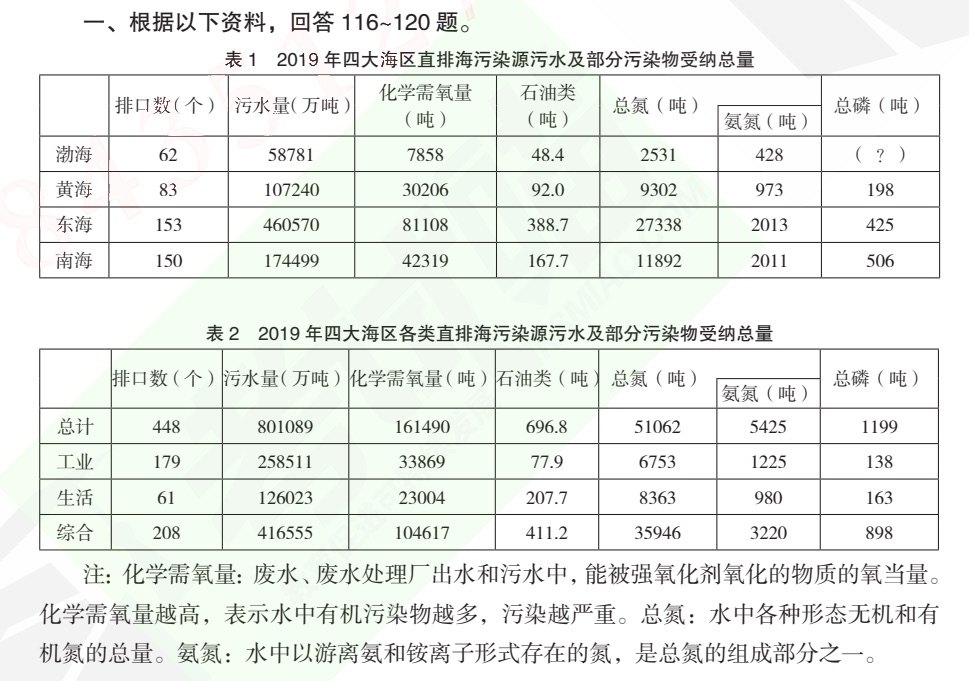 一、根据以下资料，回答 116~120 题。
表 1 2019 年四大海区直排海污染源污水及部分污染物受纳总量
排口数（个） 污水量（万吨） 化学需氧量（吨） 石油类（吨） 总氮（吨） 氨氮（吨） 总磷（吨）
渤海 62 58781 7858 48.4 2531 428 （ ? ）
黄海 83 107240 30206 92.0 9302 973 198
东海 153 460570 81108 388.7 27338 2013 425
南海 150 174499 42319 167.7 11892 2011 506
表 2 2019 年四大海区各类直排海污染源污水及部分污染物受纳总量
排口数（个） 污水量（万吨） 化学需氧量（吨） 石油类（吨） 总氮（吨） 氨氮（吨） 总磷（吨）
总计 448 801089 161490 696.8 51062 5425 1199
工业 179 258511 33869 77.9 6753 1225 138
生活 61 126023 23004 207.7 8363 980 163
综合 208 416555 104617 411.2 35946 3220 898
注：化学需氧量：废水、废水处理厂出水和污水中，能被强氧化剂氧化的物质的氧当量。
化学需氧量越高，表示水中有机污染物越多，污染越严重。总氮：水中各种形态无机和有
机氮的总量。氨氮：水中以游离氨和铵离子形式存在的氮，是总氮的组成部分之一。